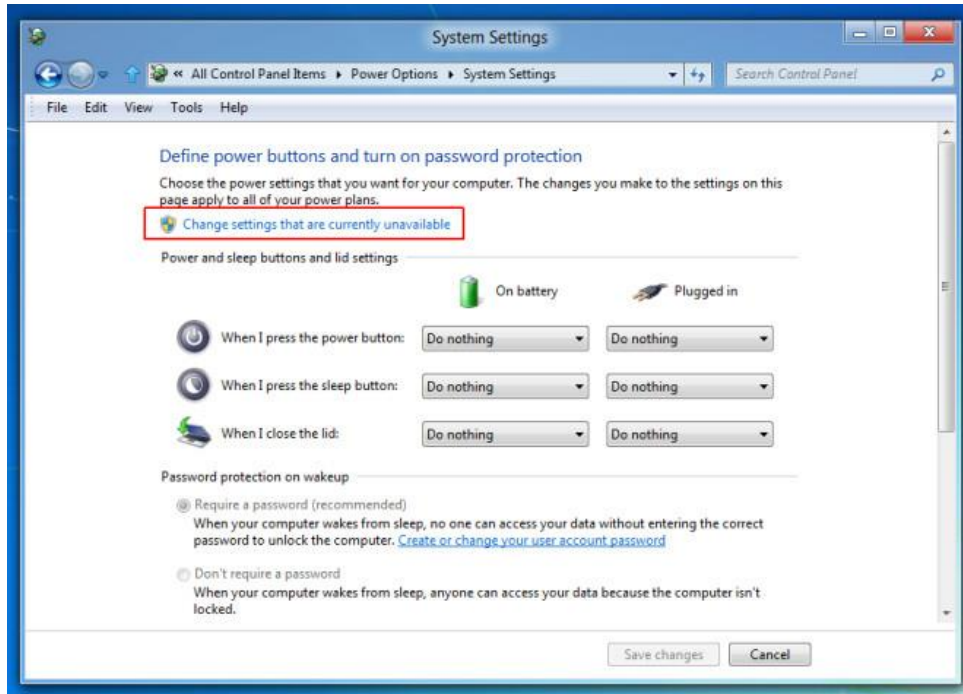 System Settings
« All Control Panel Items ▸ Power Options ▸ System Settings
Search Control Panel
File Edit View Tools Help
Define power buttons and turn on password protection
Choose the power settings that you want for your computer. The changes you make to the settings on this
page apply to all of your power plans.
Change settings that are currently unavailable
Power and sleep buttons and lid settings
On battery Plugged in
When I press the power button: Do nothing Do nothing
When I press the sleep button: Do nothing Do nothing
When I close the lid: Do nothing Do nothing
Password protection on wakeup
Require a password (recommended)
When your computer wakes from sleep, no one can access your data without entering the correct
password to unlock the computer. Create or change your user account password
Don't require a password
When your computer wakes from sleep, anyone can access your data because the computer isn't
locked.
Save changes Cancel